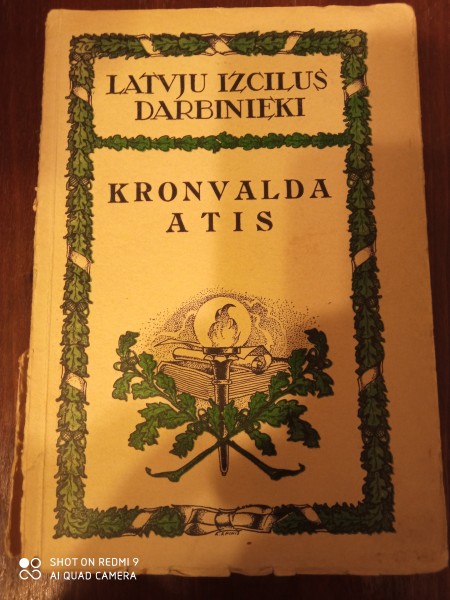 LATVJU IZCILUS
DARBINIEKI
KRONVALDA
ATIS
SHOT ON REDMI 9
AI QUAD CAMERA